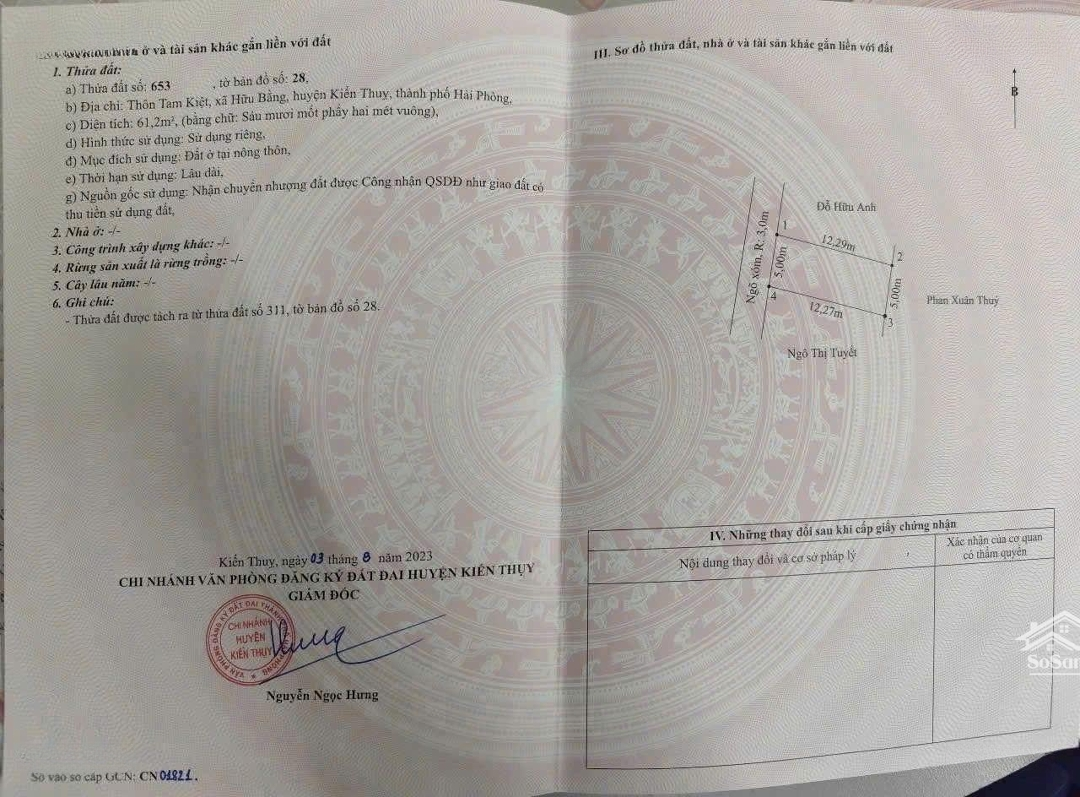 ở và tài sản khác gắn liền với đất
1. Thửa đất:
a) Thửa đất số: 653 , tờ bản đồ số: 28,
b) Địa chỉ: Thôn Tam Kiệt, xã Hữu Bằng, huyện Kiến Thuỵ, thành phố Hải Phòng,
c) Diện tích: 61,2m², (bằng chữ: Sáu mươi mốt phẩy hai mét vuông),
d) Hình thức sử dụng: Sử dụng riêng,
đ) Mục đích sử dụng: Đất ở tại nông thôn,
e) Thời hạn sử dụng: Lâu dài,
g) Nguồn gốc sử dụng: Nhận chuyển nhượng đất được Công nhận QSDĐ như giao đất có
thu tiền sử dụng đất,
2. Nhà ở: -/-
3. Công trình xây dựng khác: -/-
4. Rừng sản xuất là rừng trồng: -/-
5. Cây lâu năm: -/-
6. Ghi chú:
- Thửa đất được tách ra từ thửa đất số 311, tờ bản đồ số 28.
Kiến Thuỵ, ngày 03 tháng 8 năm 2023
CHI NHÁNH VĂN PHÒNG ĐĂNG KÝ ĐẤT ĐAI HUYỆN KIẾN THỤY
GIÁM ĐỐC
CHI NHÁNH
HUYỆN
KIẾN THỤY
Nguyễn Ngọc Hưng
Số vào sổ cấp GCN: CN 01821.
III. Sơ đồ thửa đất, nhà ở và tài sản khác gắn liền với đất
B
Đỗ Hữu Anh
Ngõ xóm, R: 3,0m
1
12,29m
2
5,00m
5,00m
Phan Xuân Thuỷ
4
12,27m
3
Ngô Thị Tuyết
IV. Những thay đổi sau khi cấp giấy chứng nhận
Nội dung thay đổi và cơ sở pháp lý
Xác nhận của cơ quan
có thẩm quyền